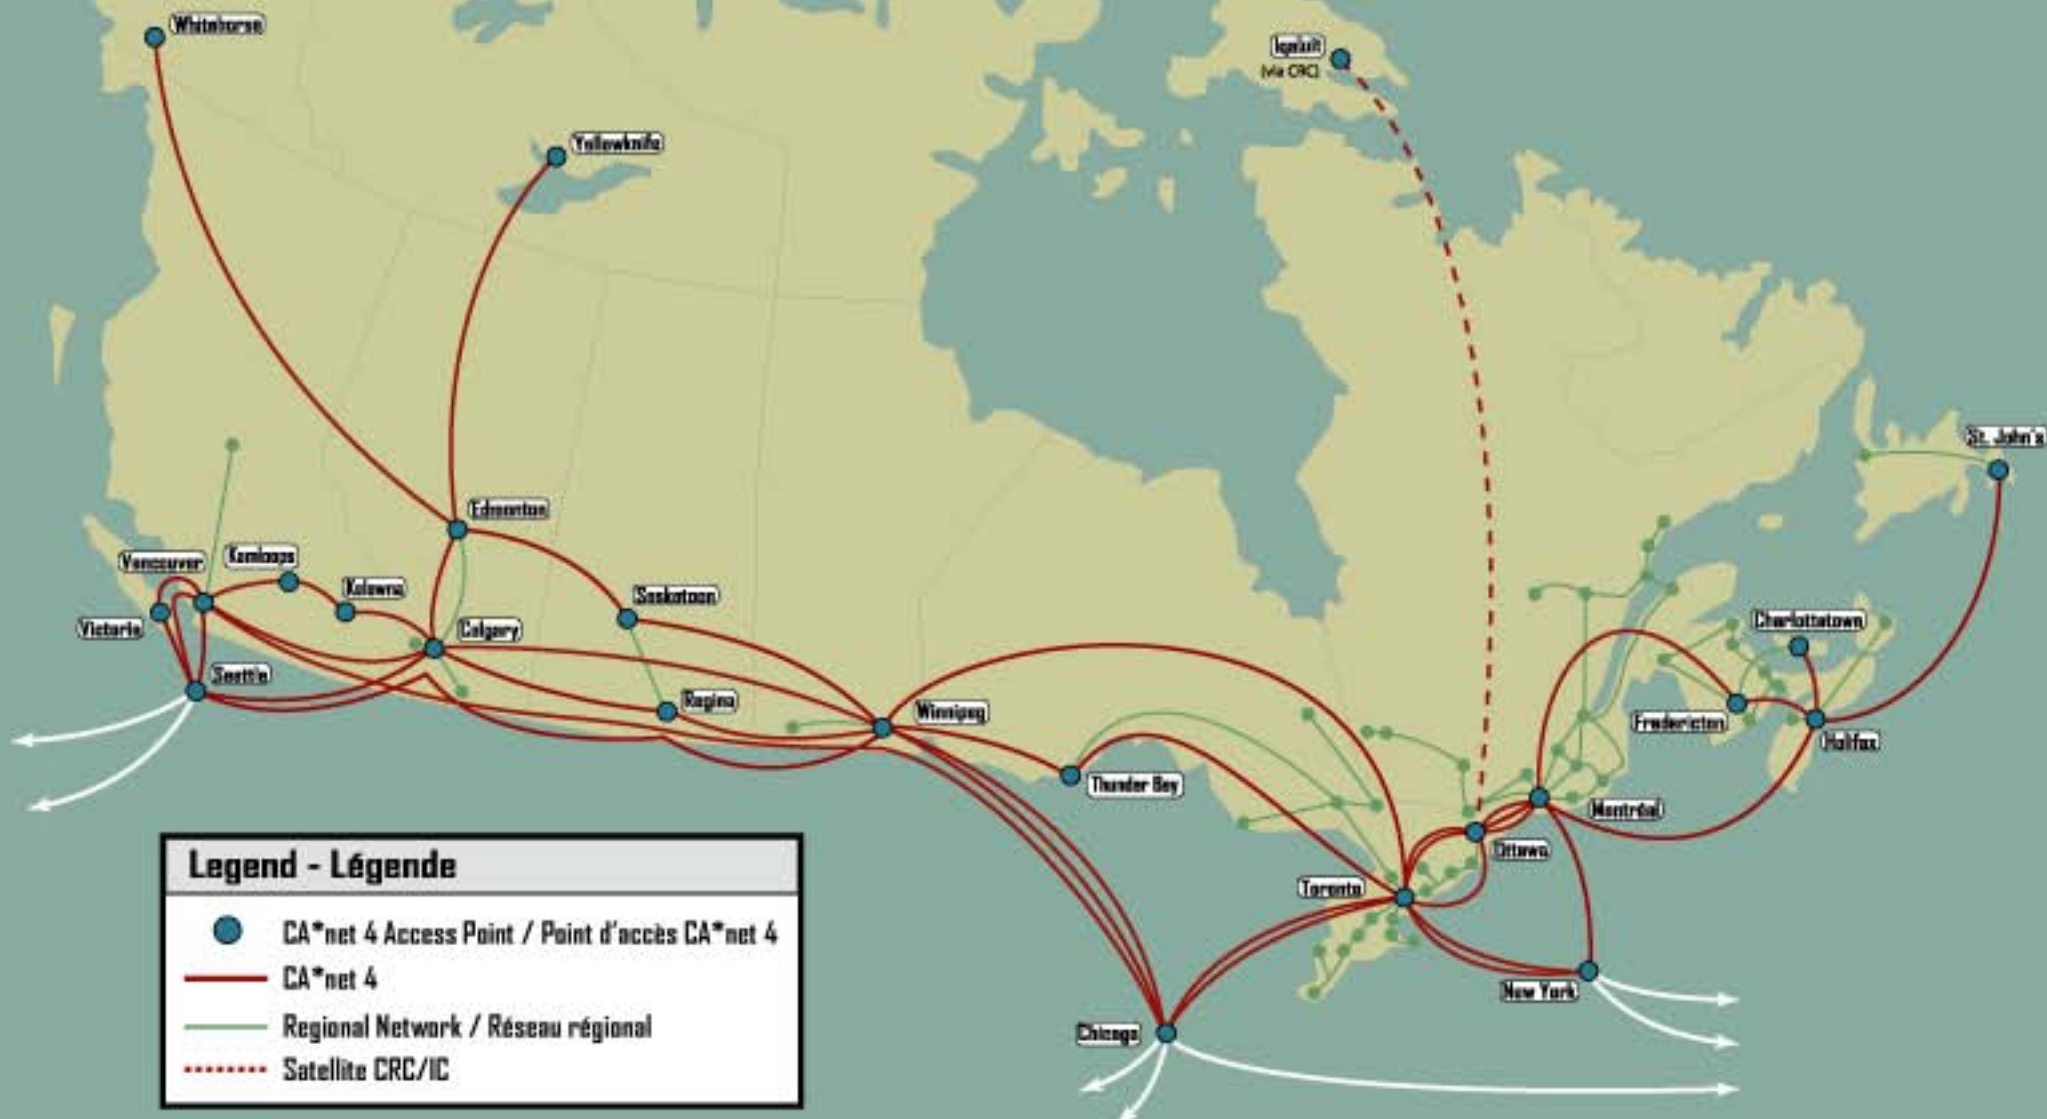 Whitehorse
Iqaluit
(via CRC)
Yellowknife
St. John's
Edmonton
Vancouver
Kamloops
Kelowna
Saskatoon
Charlottetown
Victoria
Calgary
Seattle
Regina
Winnipeg
Fredericton
Halifax
Thunder Bay
Montréal
Ottawa
Toronto
New York
Chicago
Legend - Légende
CA*net 4 Access Point / Point d'accès CA*net 4
CA*net 4
Regional Network / Réseau régional
Satellite CRC/IC